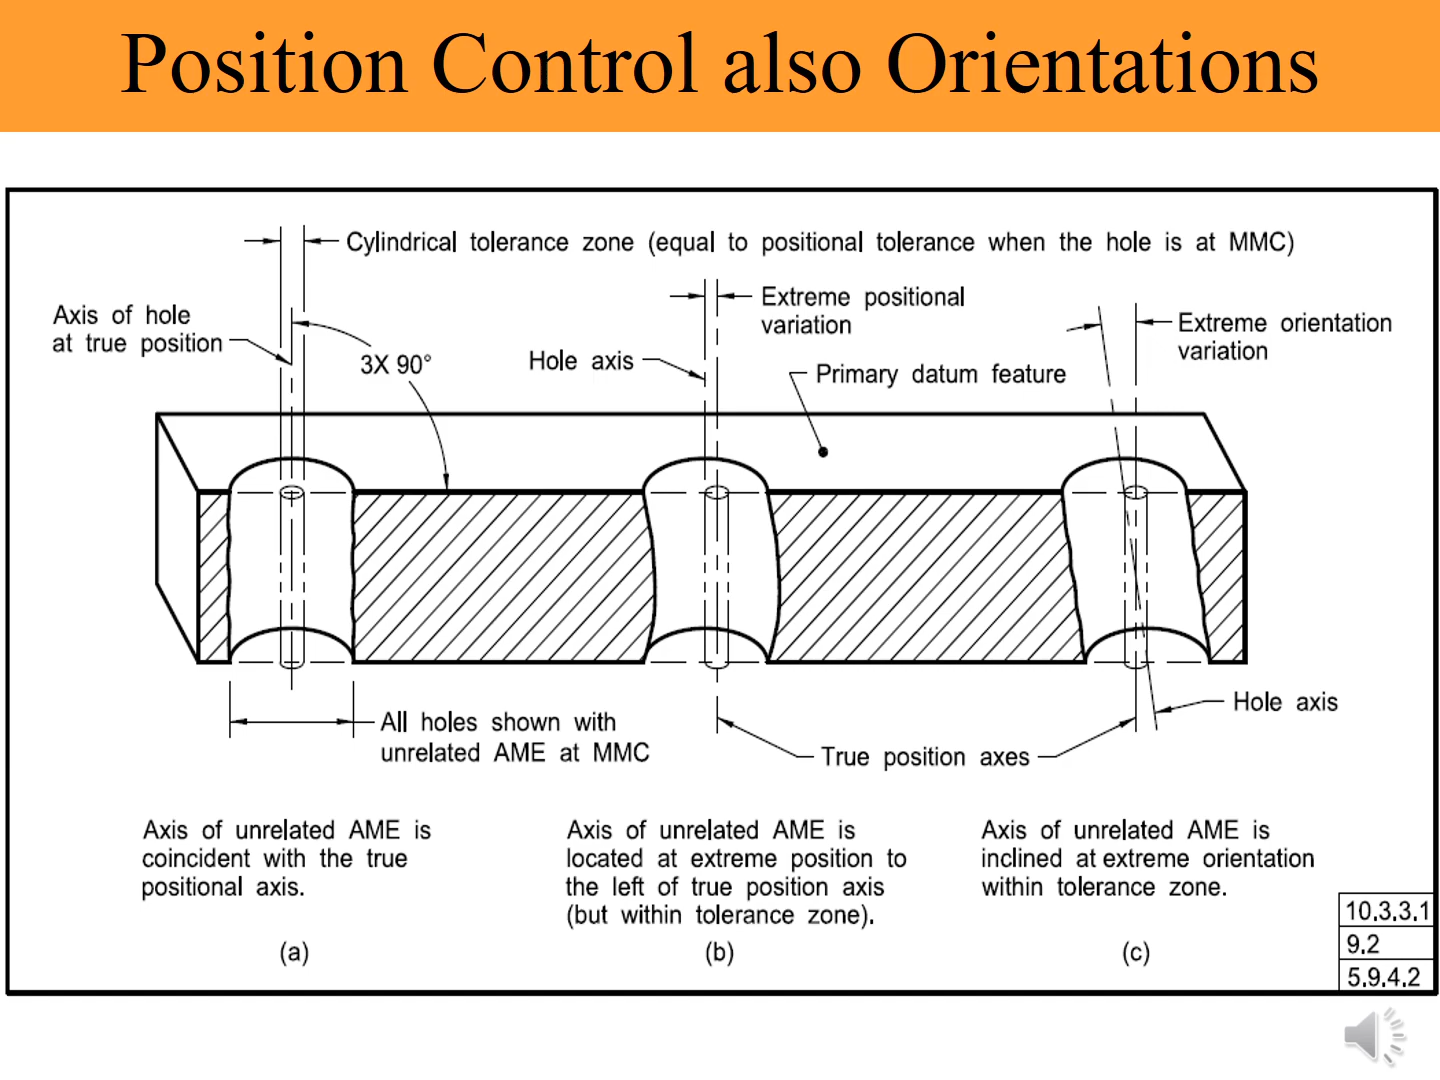 Position Control also Orientations
Cylindrical tolerance zone (equal to positional tolerance when the hole is at MMC)
Axis of hole
at true position
3X 90°
Hole axis
Extreme positional
variation
Primary datum feature
Extreme orientation
variation
All holes shown with
unrelated AME at MMC
True position axes
Hole axis
Axis of unrelated AME is
coincident with the true
positional axis.
(a)
Axis of unrelated AME is
located at extreme position to
the left of true position axis
(but within tolerance zone).
(b)
Axis of unrelated AME is
inclined at extreme orientation
within tolerance zone.
(c)
10.3.3.1
9.2
5.9.4.2